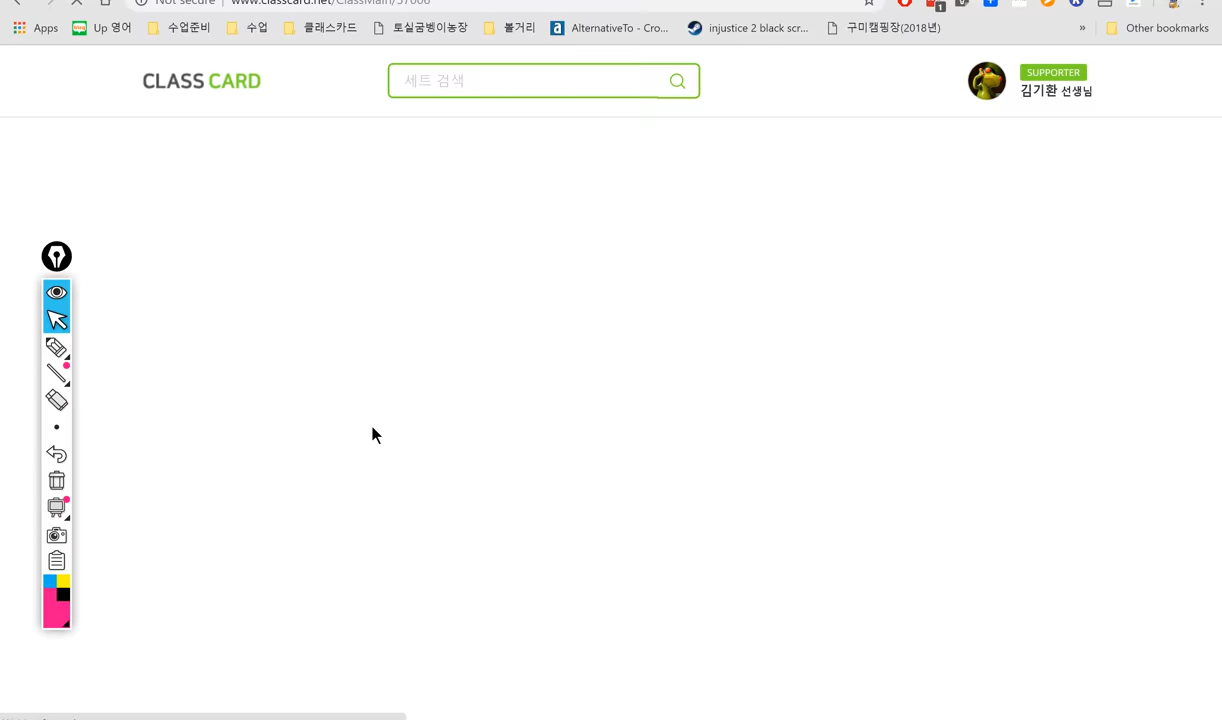 Not secure
www.classcard.net/ClassMain/57006
Apps
Up 영어
수업준비
수업
클래스카드
토실굼벵이농장
볼거리
AlternativeTo - Cro...
injustice 2 black scr...
구미캠핑장(2018년)
»
Other bookmarks
CLASS CARD
세트 검색
SUPPORTER
김기환 선생님